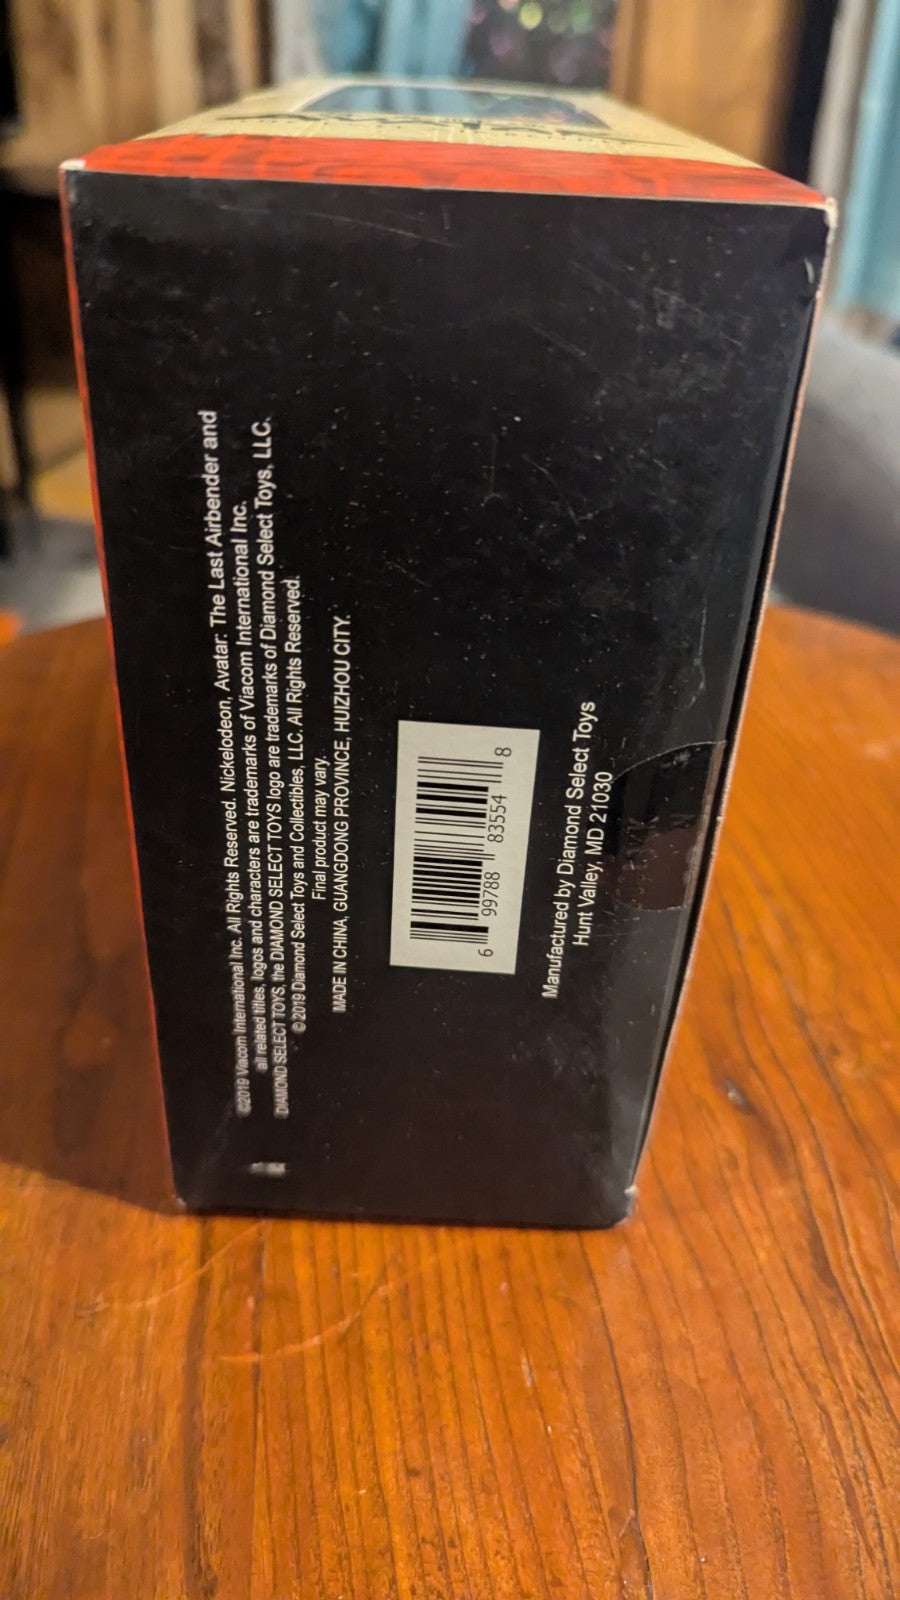 ©2019 Viacom International Inc. All Rights Reserved. Nickelodeon, Avatar: The Last Airbender and
all related titles, logos and characters are trademarks of Viacom International Inc.
DIAMOND SELECT TOYS, the DIAMOND SELECT TOYS logo are trademarks of Diamond Select Toys, LLC.
©2019 Diamond Select Toys and Collectibles, LLC. All Rights Reserved.
Final product may vary.
MADE IN CHINA, GUANGDONG PROVINCE, HUIZHOU CITY.
6 99788 83554 8
Manufactured by Diamond Select Toys
Hunt Valley, MD 21030